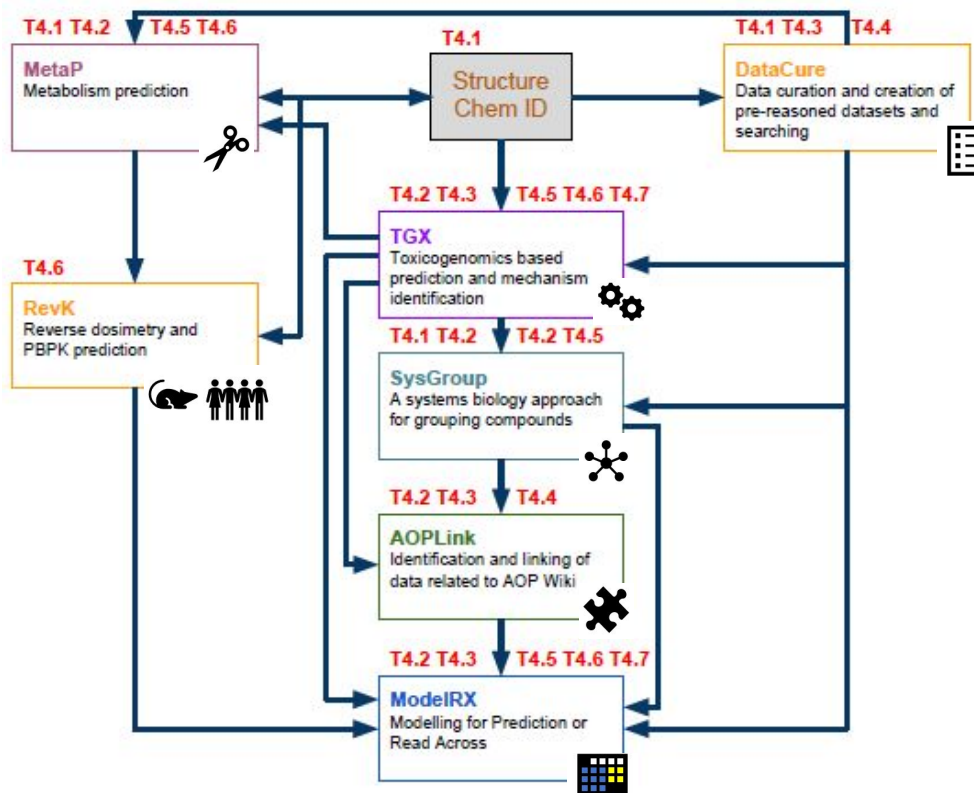 T4.1 T4.2 T4.5 T4.6
MetaP
Metabolism prediction
T4.1
Structure
Chem ID
T4.1 T4.3 T4.4
DataCure
Data curation and creation of
pre-reasoned datasets and
searching
T4.2 T4.3 T4.5 T4.6 T4.7
TGX
Toxicogenomics based
prediction and mechanism
identification
T4.6
RevK
Reverse dosimetry and
PBPK prediction
T4.1 T4.2 T4.2 T4.5
SysGroup
A systems biology approach
for grouping compounds
T4.2 T4.3 T4.4
AOPLink
Identification and linking of
data related to AOP Wiki
T4.2 T4.3 T4.5 T4.6 T4.7
ModelRX
Modelling for Prediction or
Read Across